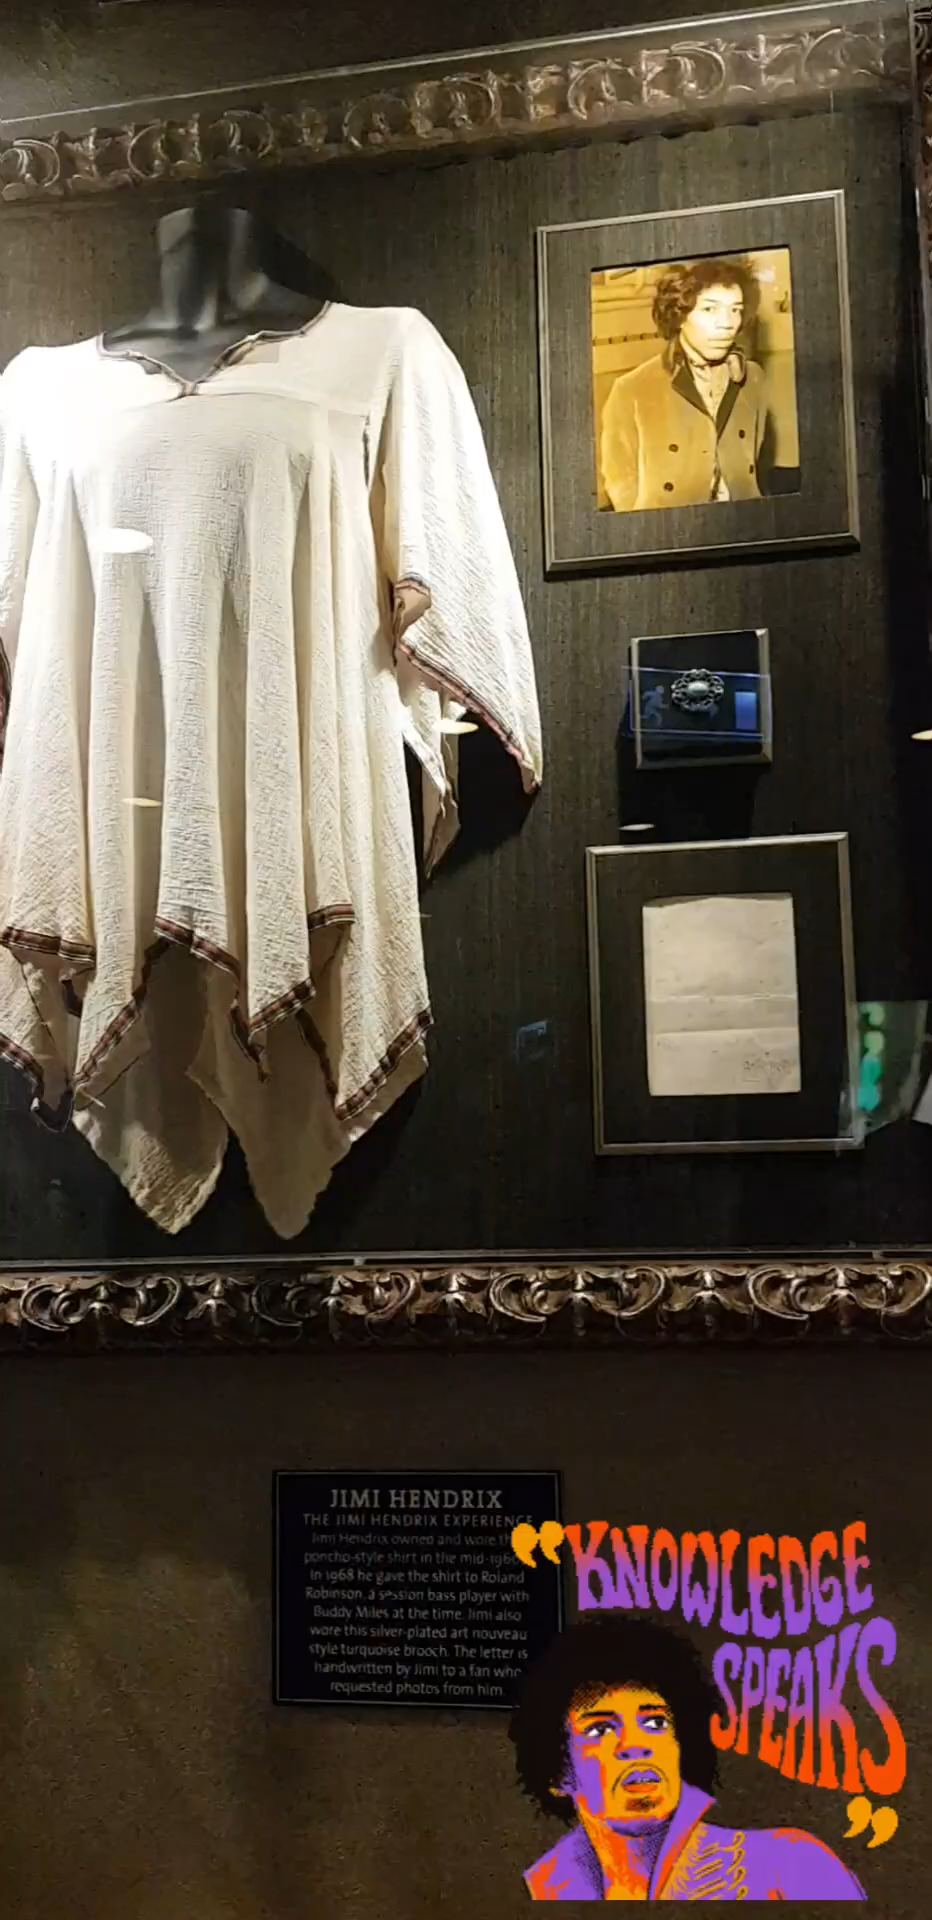 JIMI HENDRIX
THE JIMI HENDRIX EXPERIENCE
Jimi Hendrix owned and wore
poncho-style shirt in the
In 1968 he gave the shirt to Roland
Robinson, a session bass player with
Buddy Miles at the time. Jimi also
wore this silver-plated art nouveau
style turquoise brooch. The letter is
handwritten by Jimi to a fan who
requested photos from him.
“KNOWLEDGE
SPEAKS”